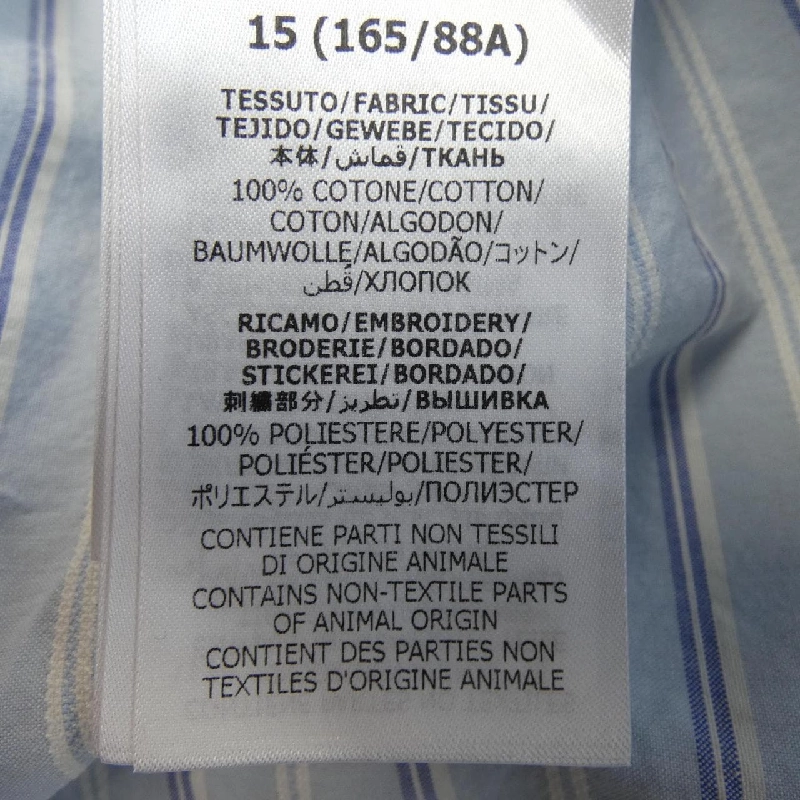 15 (165/88A)
TESSUTO/FABRIC/TISSU/
TEJIDO/GEWEBE/TECIDO/
本体/قماش/ТКАНЬ
100% COTONE/COTTON/
COTON/ALGODON/
BAUMWOLLE/ALGODÃO/コットン/
قُطن/ХЛОПОК
RICAMO/EMBROIDERY/
BRODERIE/BORDADO/
STICKEREI/BORDADO/
刺繍部分/تطريز/ВЫШИВКА
100% POLIESTERE/POLYESTER/
POLIÉSTER/POLIESTER/
ポリエステル/بوليستر/ПОЛИЭСТЕР
CONTIENE PARTI NON TESSILI
DI ORIGINE ANIMALE
CONTAINS NON-TEXTILE PARTS
OF ANIMAL ORIGIN
CONTIENT DES PARTIES NON
TEXTILES D'ORIGINE ANIMALE